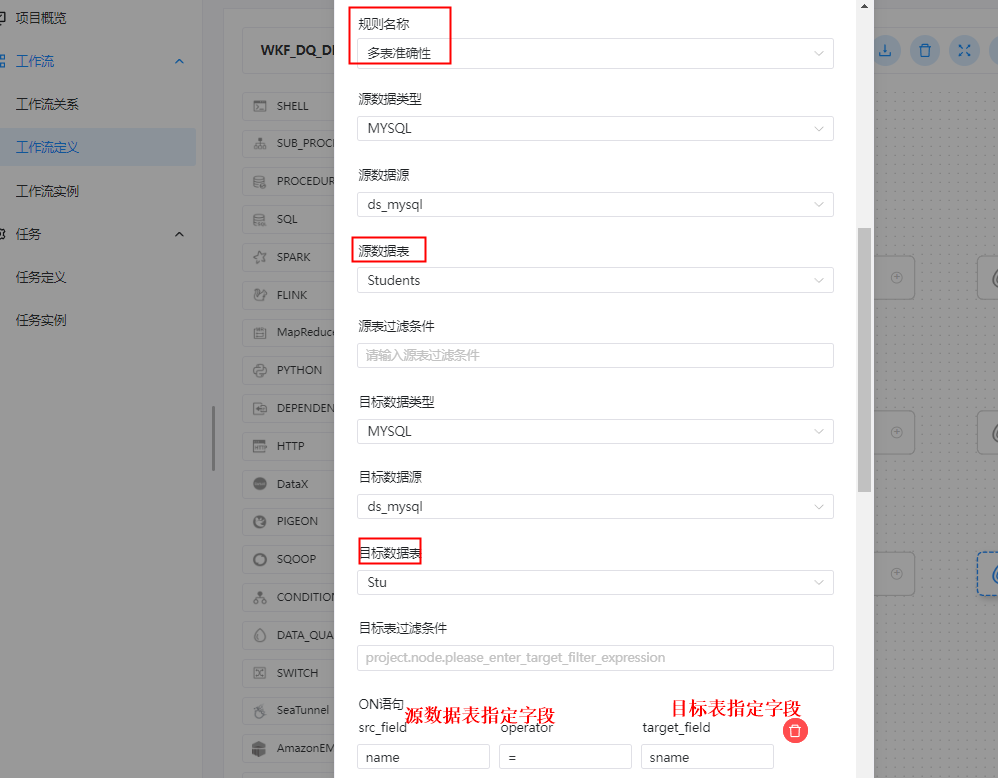 项目概览
工作流
工作流关系
工作流定义
工作流实例
任务
任务定义
任务实例
WKF_DQ_D
SHELL
SUB_PROC
PROCEDUR
SQL
SPARK
FLINK
MapReduce
PYTHON
DEPENDEN
HTTP
DataX
PIGEON
SQOOP
CONDITION
DATA_QUA
SWITCH
SeaTunnel
AmazonEM
规则名称
多表准确性
源数据类型
MYSQL
源数据源
ds_mysql
源数据表
Students
源表过滤条件
请输入源表过滤条件
目标数据类型
MYSQL
目标数据源
ds_mysql
目标数据表
Stu
目标表过滤条件
project.node.please_enter_target_filter_expression
ON语句
源数据表指定字段
目标表指定字段
src_field operator target_field
name = sname